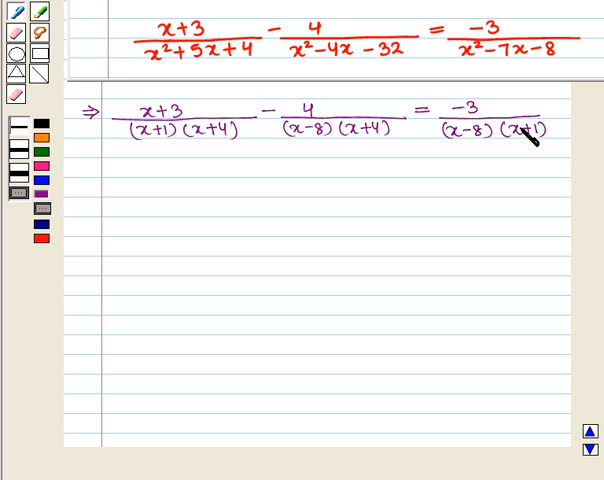 x+3/x²+5x+4 − 4/x²−4x−32 = −3/x²−7x−8
⇒ x+3/(x+1)(x+4) − 4/(x−8)(x+4) = −3/(x−8)(x+1)